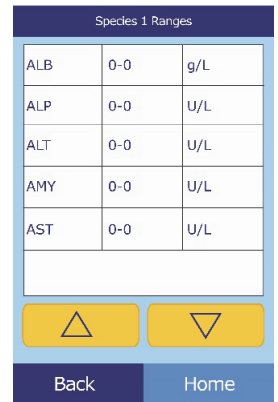 Species 1 Ranges
ALB 0-0 g/L
ALP 0-0 U/L
ALT 0-0 U/L
AMY 0-0 U/L
AST 0-0 U/L
Back Home